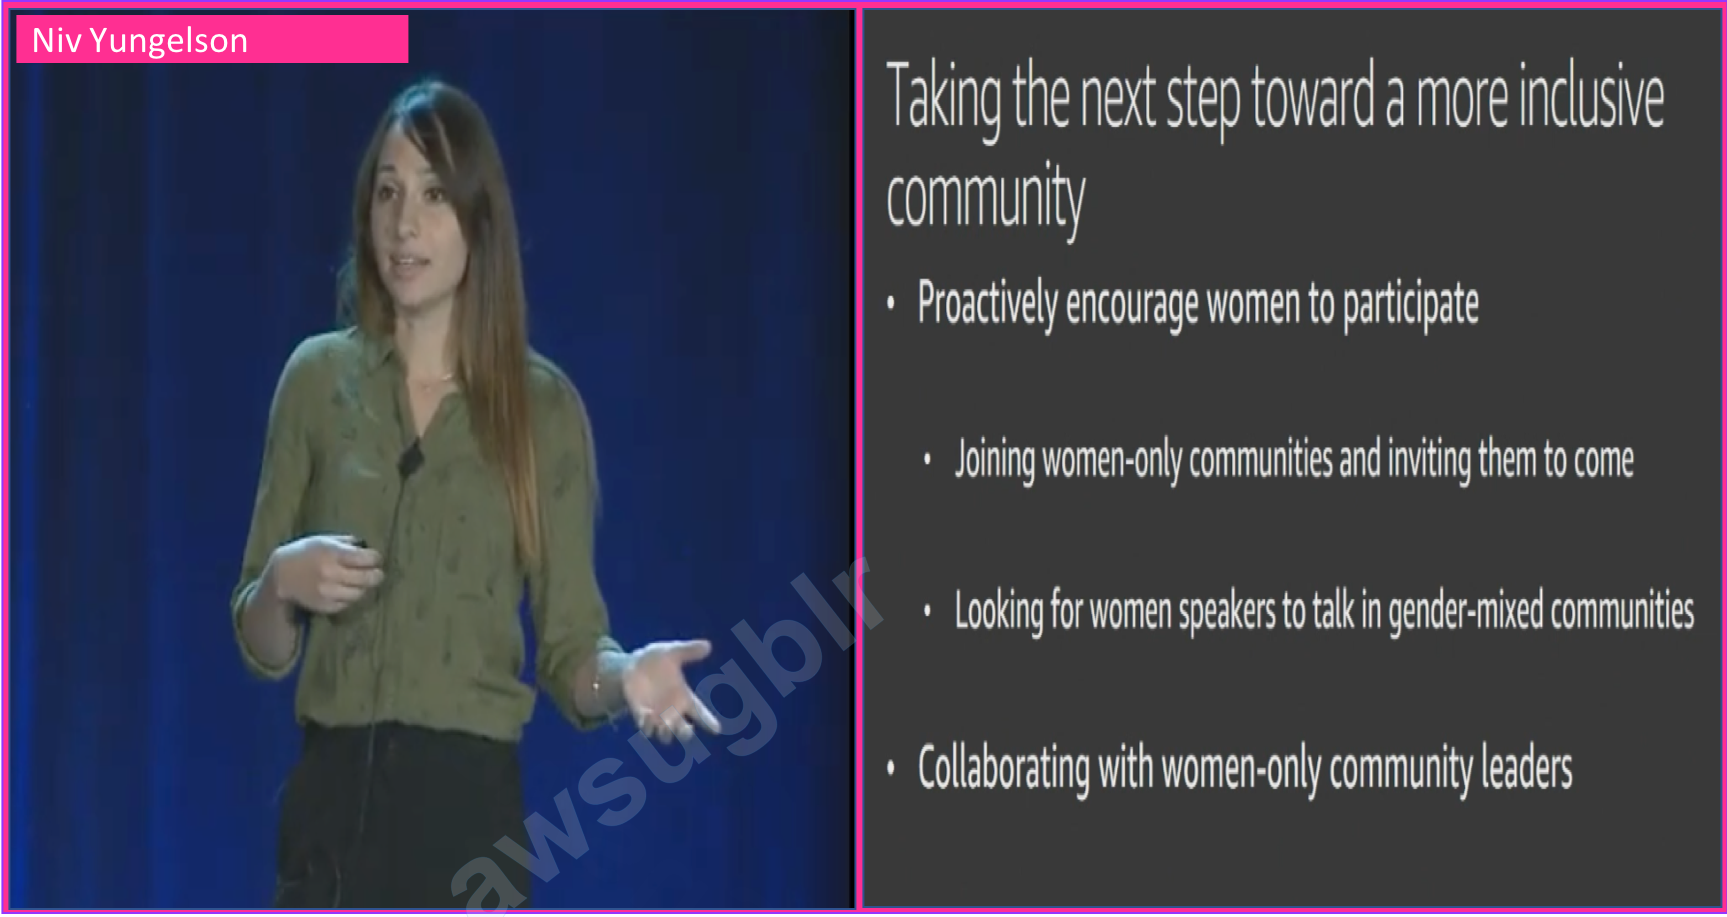 Niv Yungelson
Taking the next step toward a more inclusive
community
• Proactively encourage women to participate
• Joining women-only communities and inviting them to come
• Looking for women speakers to talk in gender-mixed communities
• Collaborating with women-only community leaders
awsugblr